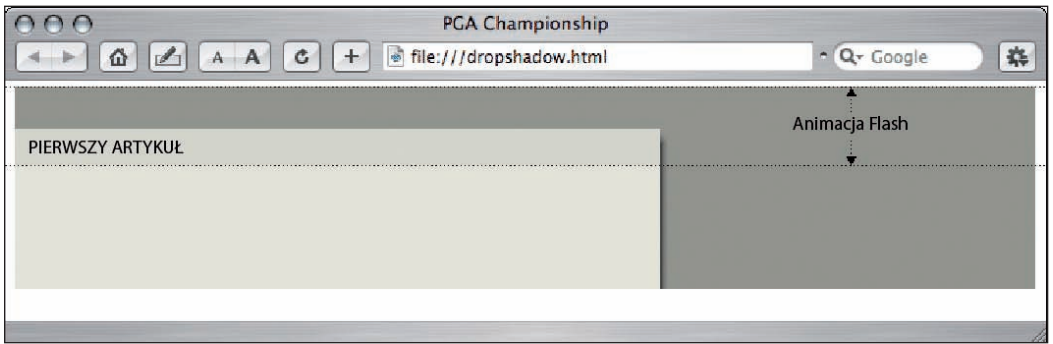 PGA Championship
A A
file:///dropshadow.html
Google
Animacja Flash
PIERWSZY ARTYKUŁ